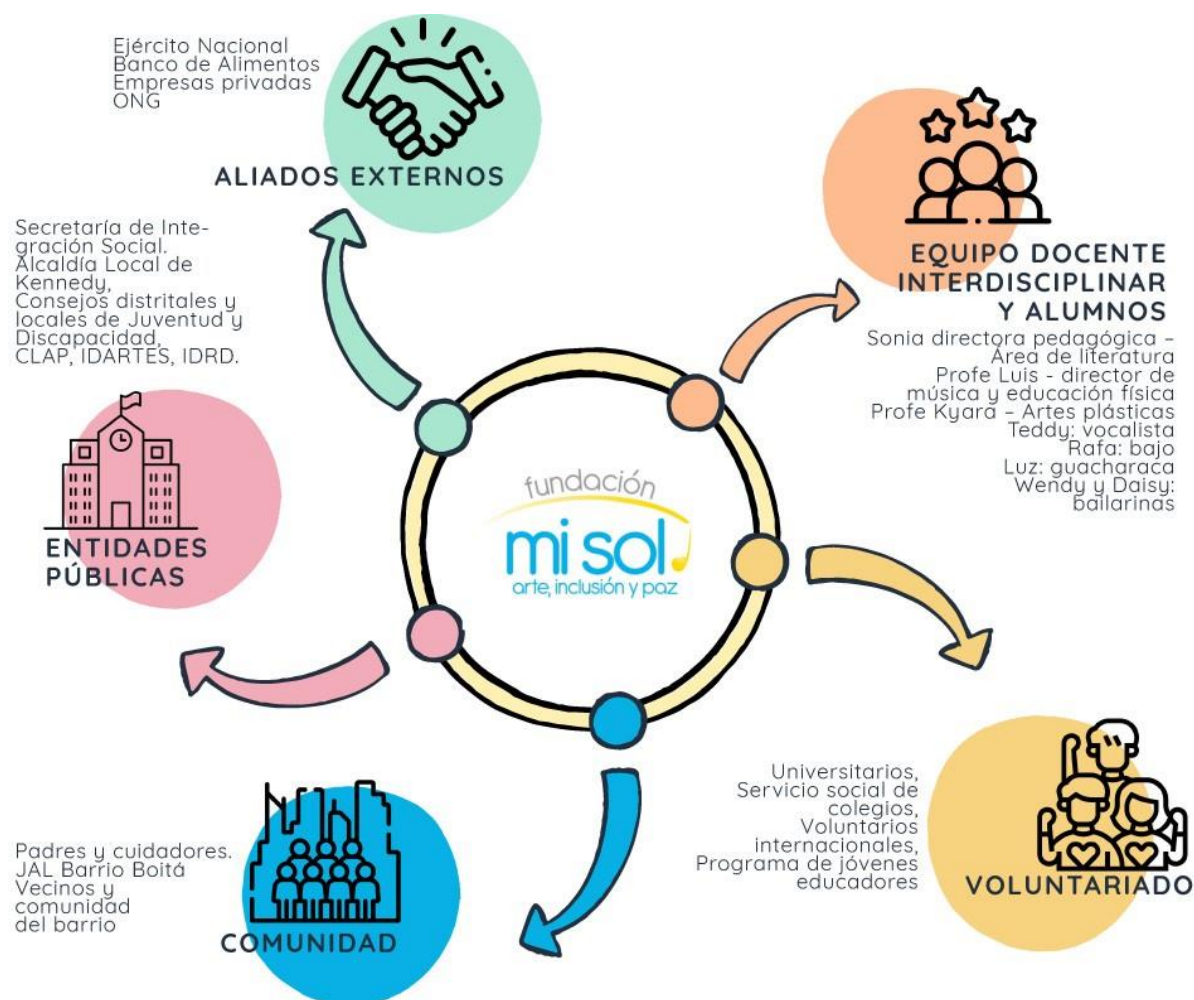 Ejército Nacional
Banco de Alimentos
Empresas privadas
ONG
ALIADOS EXTERNOS
EQUIPO DOCENTE
INTERDISCIPLINAR
Y ALUMNOS
Sonia directora pedagógica –
Área de literatura
Profe Luis - director de
música y educación física
Profe Kyara – Artes plásticas
Teddy: vocalista
Rafa: bajo
Luz: guacharaca
Wendy y Daisy:
bailarinas
Secretaría de Inte-
gración Social.
Alcaldía Local de
Kennedy,
Consejos distritales y
locales de Juventud y
Discapacidad,
CLAP, IDARTES, IDRD.
ENTIDADES
PÚBLICAS
fundación
mi sol
arte, inclusión y paz
Universitarios,
Servicio social de
colegios,
Voluntarios
internacionales,
Programa de jóvenes
educadores
VOLUNTARIADO
Padres y cuidadores.
JAL Barrio Boitá
Vecinos y
comunidad
del barrio
COMUNIDAD